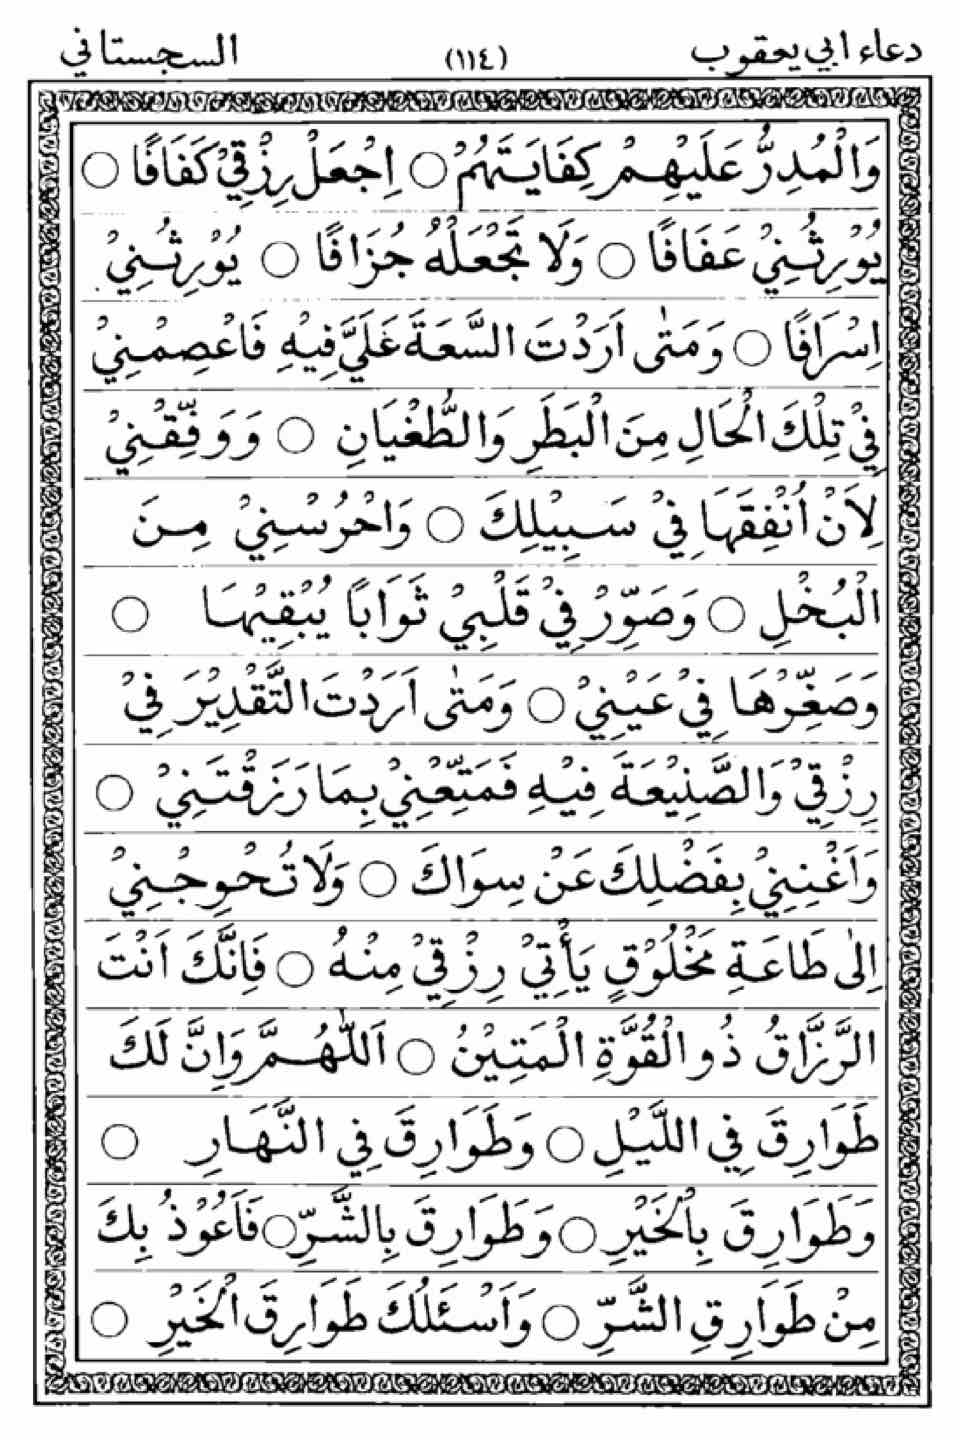 دعاء ابي يعقوب (١١٤) السجستاني
وَالْمُدِرُّ عَلَيْهِمْ كِفَايَتَهُمْ ○ اِجْعَلْ رِزْقِيْ كَفَافًا ○
يُوْرِثُنِيْ عَفَافًا ○ وَلَا تَجْعَلْهُ جُزَافًا ○ يُوْرِثُنِيْ
اِسْرَافًا ○ وَمَتٰى اَرَدْتَ السَّعَةَ عَلَيَّ فِيْهِ فَاعْصِمْنِيْ
فِيْ تِلْكَ الْحَالِ مِنَ الْبَطَرِ وَالطُّغْيَانِ ○ وَوَفِّقْنِيْ
لِاَنْ اُنْفِقَهَا فِيْ سَبِيْلِكَ ○ وَاحْرُسْنِيْ مِنَ
الْبُخْلِ ○ وَصَوِّرْ فِيْ قَلْبِيْ ثَوَابًا يُبْقِيْهَا ○
وَصَغِّرْهَا فِيْ عَيْنِيْ ○ وَمَتٰى اَرَدْتَ التَّقْدِيْرَ فِيْ
رِزْقِيْ وَالصَّنِيْعَةَ فِيْهِ فَمَتِّعْنِيْ بِمَا رَزَقْتَنِيْ ○
وَاَغْنِنِيْ بِفَضْلِكَ عَنْ سِوَاكَ ○ وَلَا تُحْوِجْنِيْ
اِلٰى طَاعَةِ مَخْلُوْقٍ يَأْتِيْ رِزْقِيْ مِنْهُ ○ فَاِنَّكَ اَنْتَ
الرَّزَّاقُ ذُو الْقُوَّةِ الْمَتِيْنُ ○ اَللّٰهُمَّ وَاِنَّ لَكَ
طَوَارِقَ فِي اللَّيْلِ ○ وَطَوَارِقَ فِي النَّهَارِ ○
وَطَوَارِقَ بِالْخَيْرِ ○ وَطَوَارِقَ بِالشَّرِّ ○ فَاَعُوْذُ بِكَ
مِنْ طَوَارِقِ الشَّرِّ ○ وَاَسْئَلُكَ طَوَارِقَ الْخَيْرِ ○